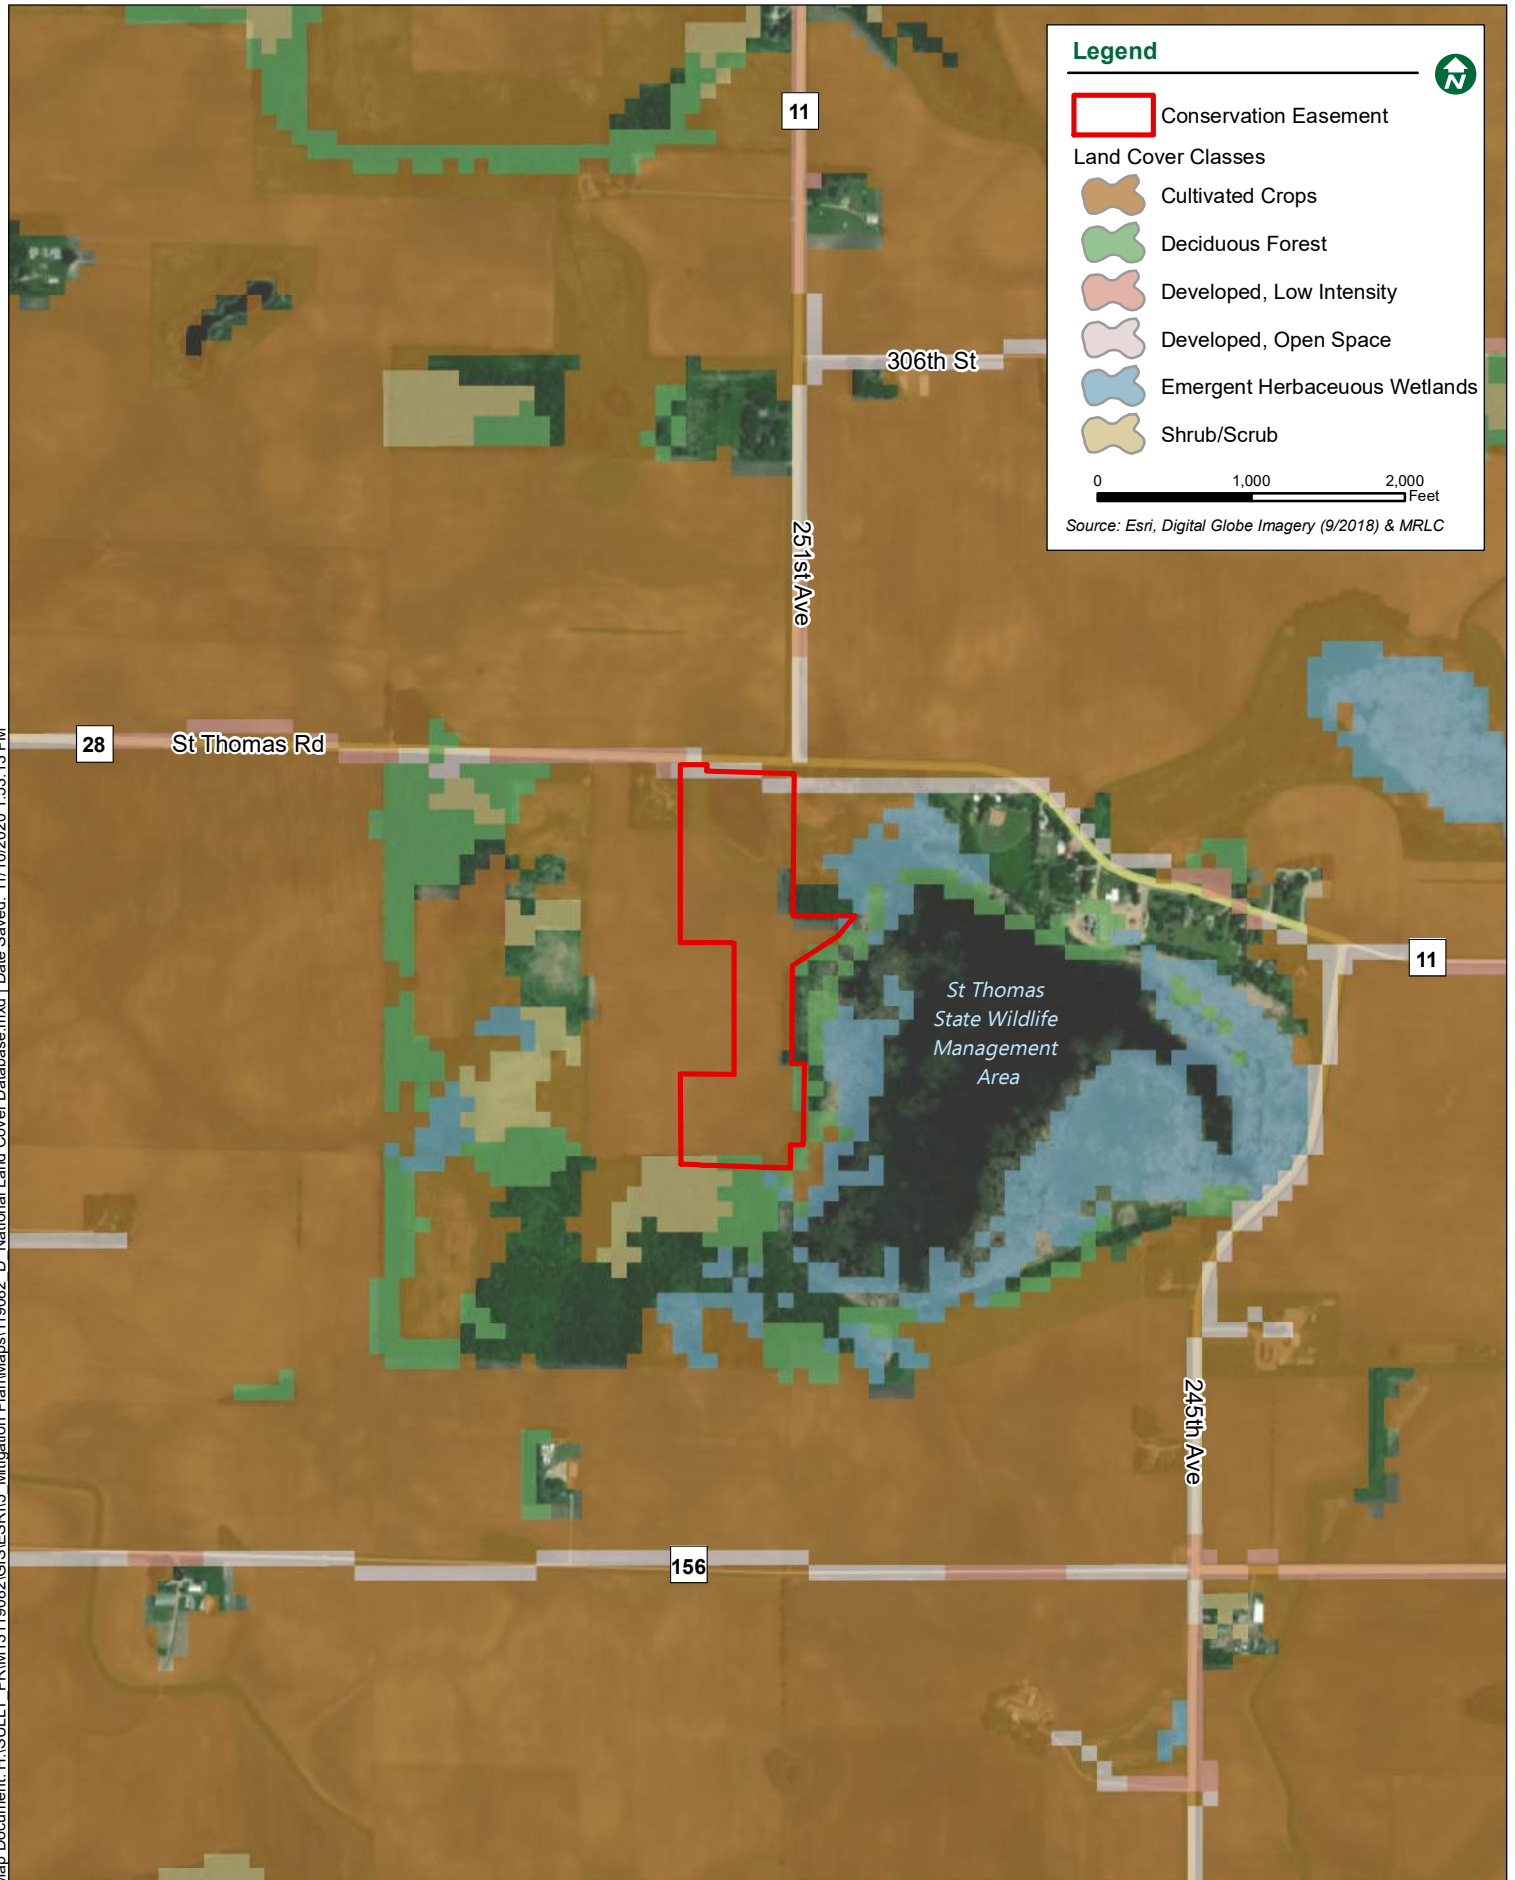 Legend
N
Conservation Easement
Land Cover Classes
Cultivated Crops
Deciduous Forest
Developed, Low Intensity
Developed, Open Space
Emergent Herbaceuous Wetlands
Shrub/Scrub
0 1,000 2,000
Feet
Source: Esri, Digital Globe Imagery (9/2018) & MRLC
11
306th St
251st Ave
28
St Thomas Rd
11
St Thomas
State Wildlife
Management
Area
245th Ave
156